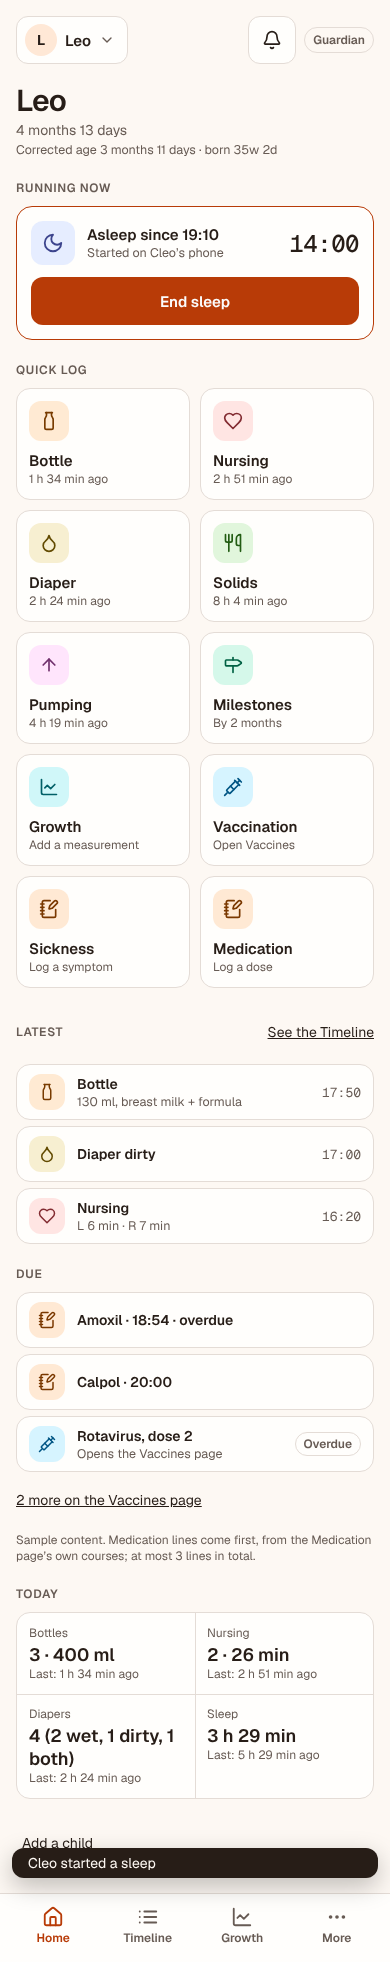 L Leo
Guardian
Leo
4 months 13 days
Corrected age 3 months 11 days · born 35w 2d
RUNNING NOW
Asleep since 19:10
Started on Cleo's phone
14:00
End sleep
QUICK LOG
Bottle
1 h 34 min ago
Nursing
2 h 51 min ago
Diaper
2 h 24 min ago
Solids
8 h 4 min ago
Pumping
4 h 19 min ago
Milestones
By 2 months
Growth
Add a measurement
Vaccination
Open Vaccines
Sickness
Log a symptom
Medication
Log a dose
LATEST
See the Timeline
Bottle
130 ml, breast milk + formula
17:50
Diaper dirty
17:00
Nursing
L 6 min · R 7 min
16:20
DUE
Amoxil · 18:54 · overdue
Calpol · 20:00
Rotavirus, dose 2
Opens the Vaccines page
Overdue
2 more on the Vaccines page
Sample content. Medication lines come first, from the Medication
page's own courses; at most 3 lines in total.
TODAY
Bottles
3 · 400 ml
Last: 1 h 34 min ago
Nursing
2 · 26 min
Last: 2 h 51 min ago
Diapers
4 (2 wet, 1 dirty, 1
both)
Last: 2 h 24 min ago
Sleep
3 h 29 min
Last: 5 h 29 min ago
Add a child
Cleo started a sleep
Home
Timeline
Growth
More